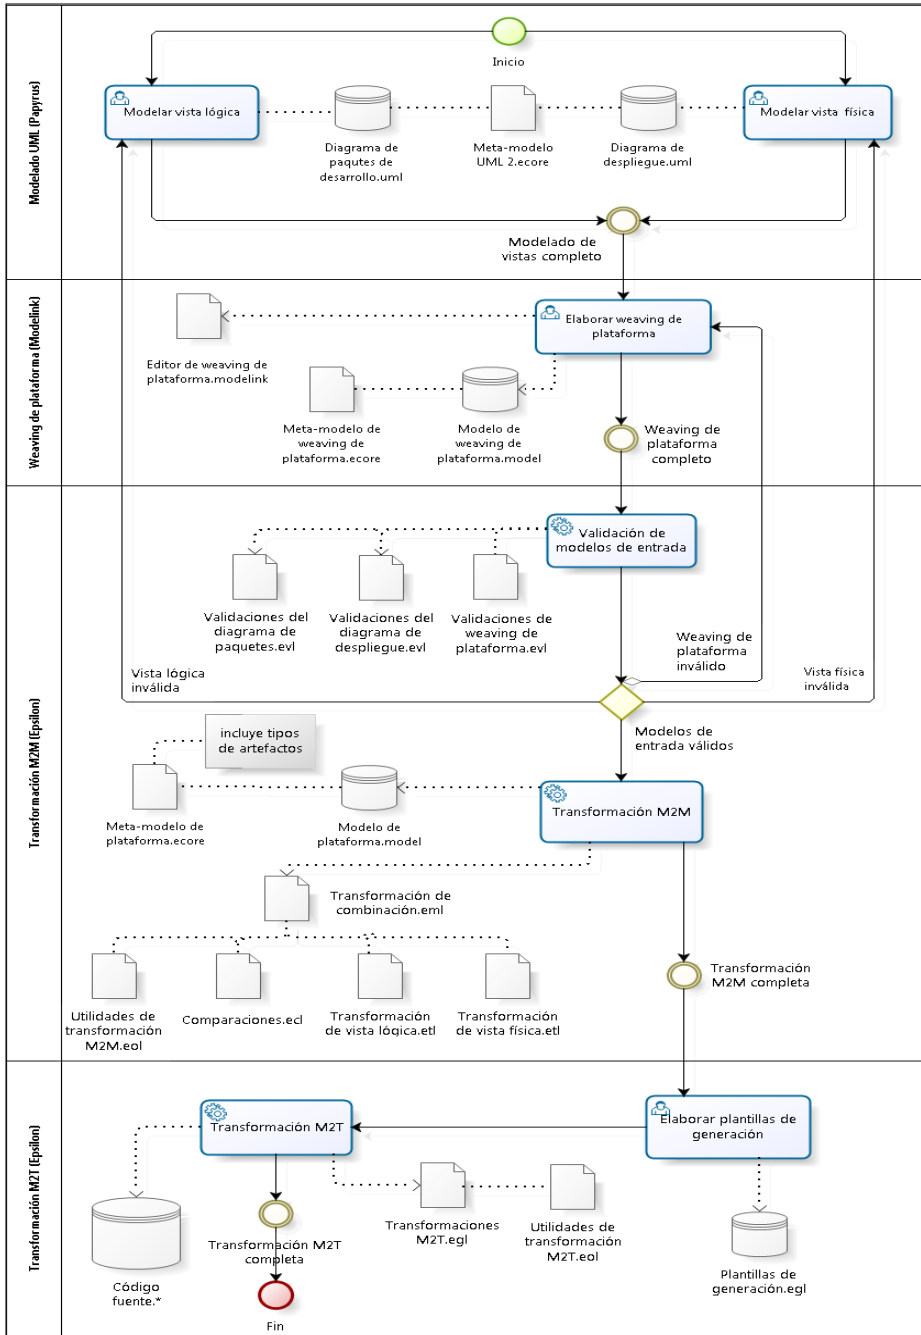 Modelado UML (Papyrus)
Inicio
Modelar vista lógica
Modelar vista física
Diagrama de
paqutes de
desarrollo.uml
Meta-modelo
UML 2.ecore
Diagrama de
despliegue.uml
Modelado de
vistas completo
Weaving de plataforma (Modelink)
Elaborar weaving de
plataforma
Editor de weaving de
plataforma.modelink
Meta-modelo de
weaving de
plataforma.ecore
Modelo de
weaving de
plataforma.model
Weaving de
plataforma
completo
Transformación M2M (Epsilon)
Validación de
modelos de entrada
Validaciones del
diagrama de
paquetes.evl
Validaciones del
diagrama de
despliegue.evl
Validaciones de
weaving de
plataforma.evl
Weaving de
plataforma
inválido
Vista lógica
inválida
Vista física
inválida
Modelos de
entrada válidos
incluye tipos
de artefactos
Meta-modelo de
plataforma.ecore
Modelo de
plataforma.model
Transformación M2M
Transformación de
combinación.eml
Utilidades de
transformación
M2M.eol
Comparaciones.ecl
Transformación
de vista lógica.etl
Transformación
de vista física.etl
Transformación
M2M completa
Transformación M2T (Epsilon)
Transformación M2T
Elaborar plantillas de
generación
Código
fuente.*
Transformación M2T
completa
Transformaciones
M2T.egl
Utilidades de
transformación
M2T.eol
Plantillas de
generación.egl
Fin